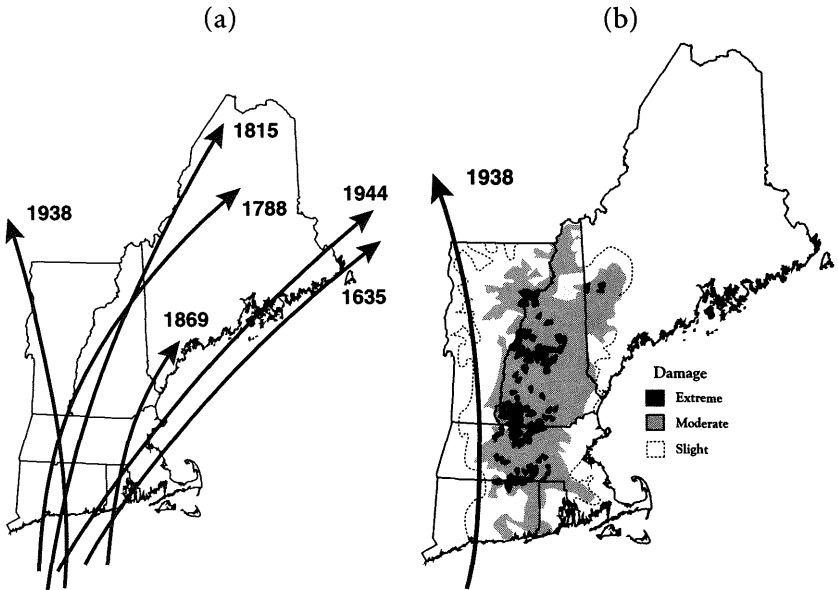 (a)
(b)
1815
1938
1788
1944
1635
1869
1938
Damage
Extreme
Moderate
Slight